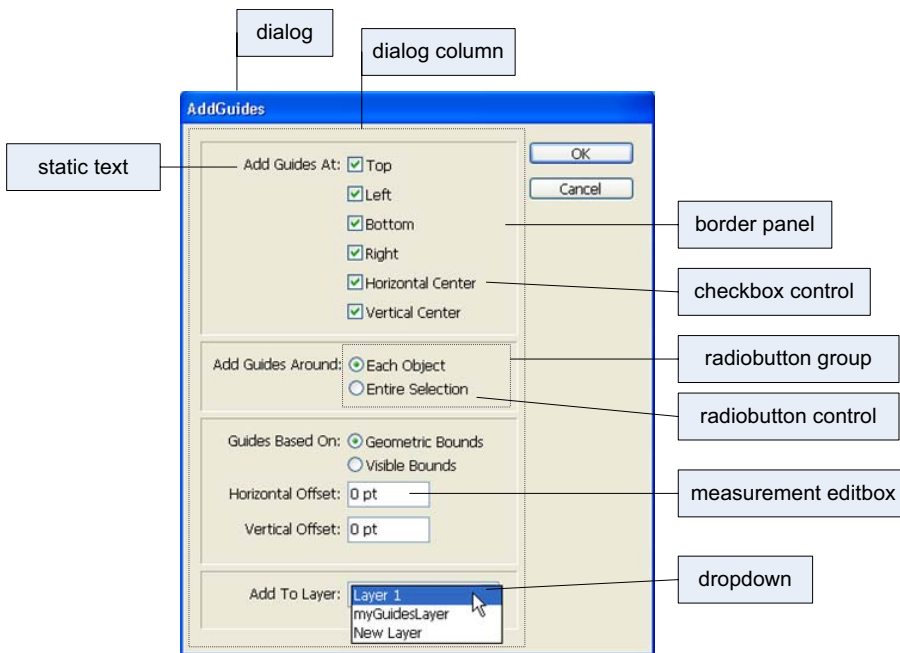 dialog
dialog column
AddGuides
static text
Add Guides At: Top
Left
Bottom
Right
Horizontal Center
Vertical Center
OK
Cancel
border panel
checkbox control
Add Guides Around: Each Object
Entire Selection
radiobutton group
radiobutton control
Guides Based On: Geometric Bounds
Visible Bounds
Horizontal Offset: 0 pt
Vertical Offset: 0 pt
measurement editbox
Add To Layer: Layer 1
myGuidesLayer
New Layer
dropdown